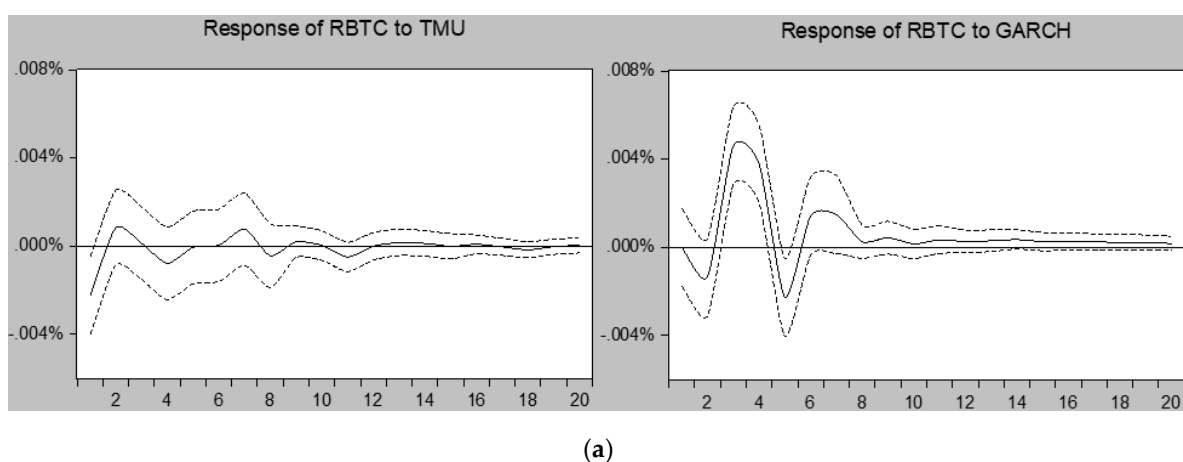 Response of RBTC to TMU
.008%
.004%
.000%
-.004%
2 4 6 8 10 12 14 16 18 20
Response of RBTC to GARCH
.008%
.004%
.000%
-.004%
2 4 6 8 10 12 14 16 18 20
(a)